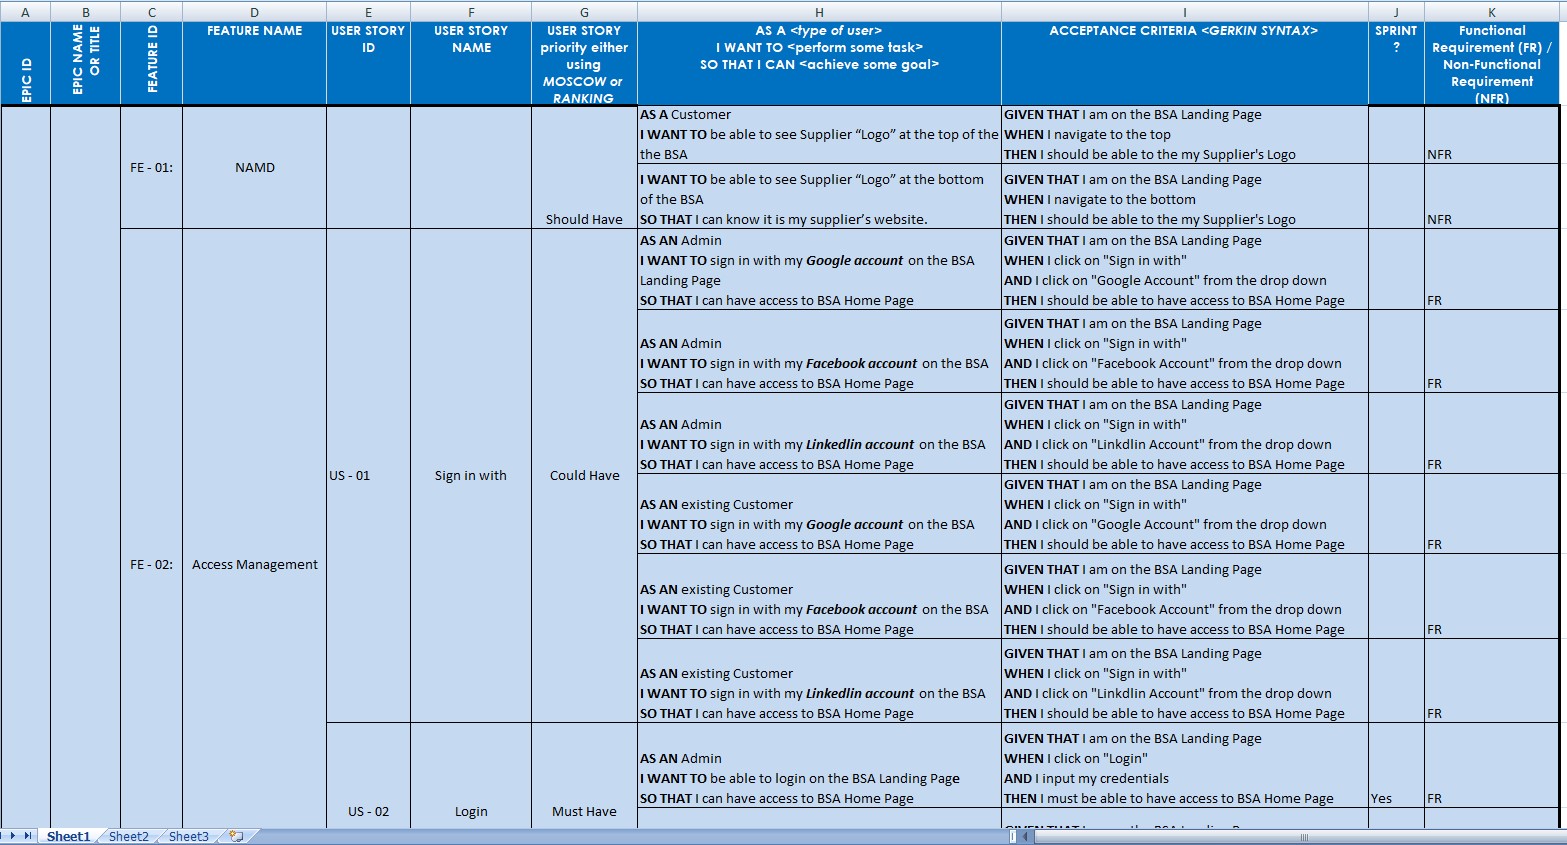 A B C D E F G H I J K
EPIC ID
EPIC NAME
OR TITLE
FEATURE ID
FEATURE NAME
USER STORY
ID
USER STORY
NAME
USER STORY
priority either
using
MOSCOW or
RANKING
AS A <type of user>
I WANT TO <perform some task>
SO THAT I CAN <achieve some goal>
ACCEPTANCE CRITERIA <GERKIN SYNTAX>
SPRINT
?
Functional
Requirement (FR) /
Non-Functional
Requirement
(NFR)
FE - 01:
NAMD
Should Have
AS A Customer
I WANT TO be able to see Supplier “Logo” at the top of the
the BSA
GIVEN THAT I am on the BSA Landing Page
WHEN I navigate to the top
THEN I should be able to the my Supplier's Logo
NFR
I WANT TO be able to see Supplier “Logo” at the bottom
of the BSA
SO THAT I can know it is my supplier’s website.
GIVEN THAT I am on the BSA Landing Page
WHEN I navigate to the bottom
THEN I should be able to the my Supplier's Logo
NFR
FE - 02:
Access Management
US - 01
Sign in with
Could Have
AS AN Admin
I WANT TO sign in with my Google account on the BSA
Landing Page
SO THAT I can have access to BSA Home Page
GIVEN THAT I am on the BSA Landing Page
WHEN I click on "Sign in with"
AND I click on "Google Account" from the drop down
THEN I should be able to have access to BSA Home Page
FR
AS AN Admin
I WANT TO sign in with my Facebook account on the BSA
SO THAT I can have access to BSA Home Page
GIVEN THAT I am on the BSA Landing Page
WHEN I click on "Sign in with"
AND I click on "Facebook Account" from the drop down
THEN I should be able to have access to BSA Home Page
FR
AS AN Admin
I WANT TO sign in with my Linkedlin account on the BSA
SO THAT I can have access to BSA Home Page
GIVEN THAT I am on the BSA Landing Page
WHEN I click on "Sign in with"
AND I click on "Linkdlin Account" from the drop down
THEN I should be able to have access to BSA Home Page
FR
AS AN existing Customer
I WANT TO sign in with my Google account on the BSA
SO THAT I can have access to BSA Home Page
GIVEN THAT I am on the BSA Landing Page
WHEN I click on "Sign in with"
AND I click on "Google Account" from the drop down
THEN I should be able to have access to BSA Home Page
FR
AS AN existing Customer
I WANT TO sign in with my Facebook account on the BSA
SO THAT I can have access to BSA Home Page
GIVEN THAT I am on the BSA Landing Page
WHEN I click on "Sign in with"
AND I click on "Facebook Account" from the drop down
THEN I should be able to have access to BSA Home Page
FR
AS AN existing Customer
I WANT TO sign in with my Linkedlin account on the BSA
SO THAT I can have access to BSA Home Page
GIVEN THAT I am on the BSA Landing Page
WHEN I click on "Sign in with"
AND I click on "Linkdlin Account" from the drop down
THEN I should be able to have access to BSA Home Page
FR
US - 02
Login
Must Have
AS AN Admin
I WANT TO be able to login on the BSA Landing Page
SO THAT I can have access to BSA Home Page
GIVEN THAT I am on the BSA Landing Page
WHEN I click on "Login"
AND I input my credentials
THEN I must be able to have access to BSA Home Page
Yes
FR
Sheet1 Sheet2 Sheet3